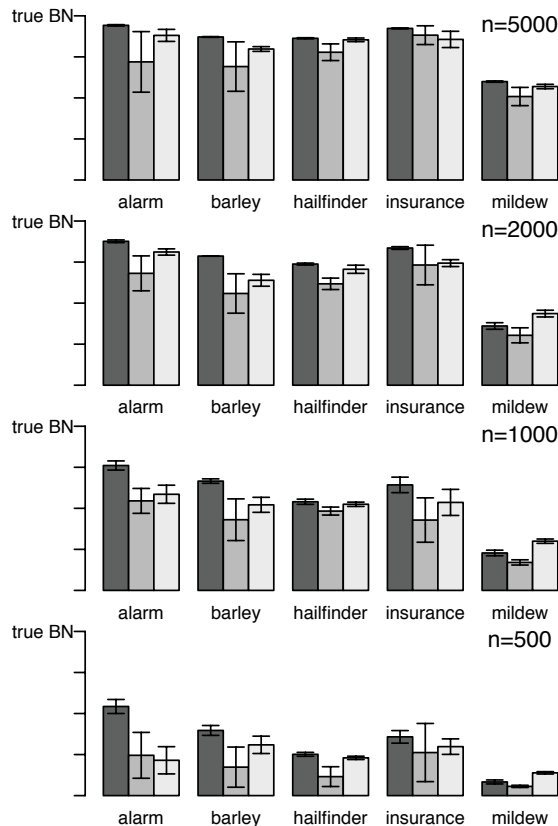 true BN
n=5000
alarm barley hailfinder insurance mildew
true BN
n=2000
alarm barley hailfinder insurance mildew
true BN
n=1000
alarm barley hailfinder insurance mildew
true BN
n=500
alarm barley hailfinder insurance mildew